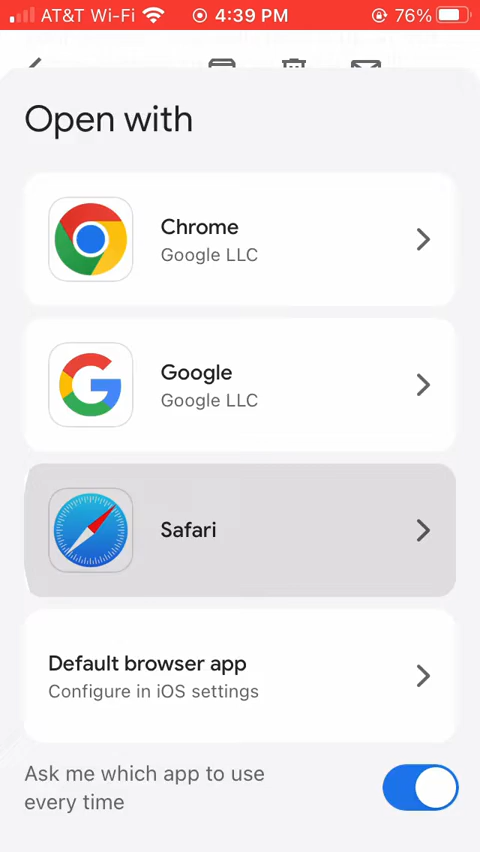 AT&T Wi-Fi 4:39 PM 76%
Open with
Chrome
Google LLC
Google
Google LLC
Safari
Default browser app
Configure in iOS settings
Ask me which app to use
every time